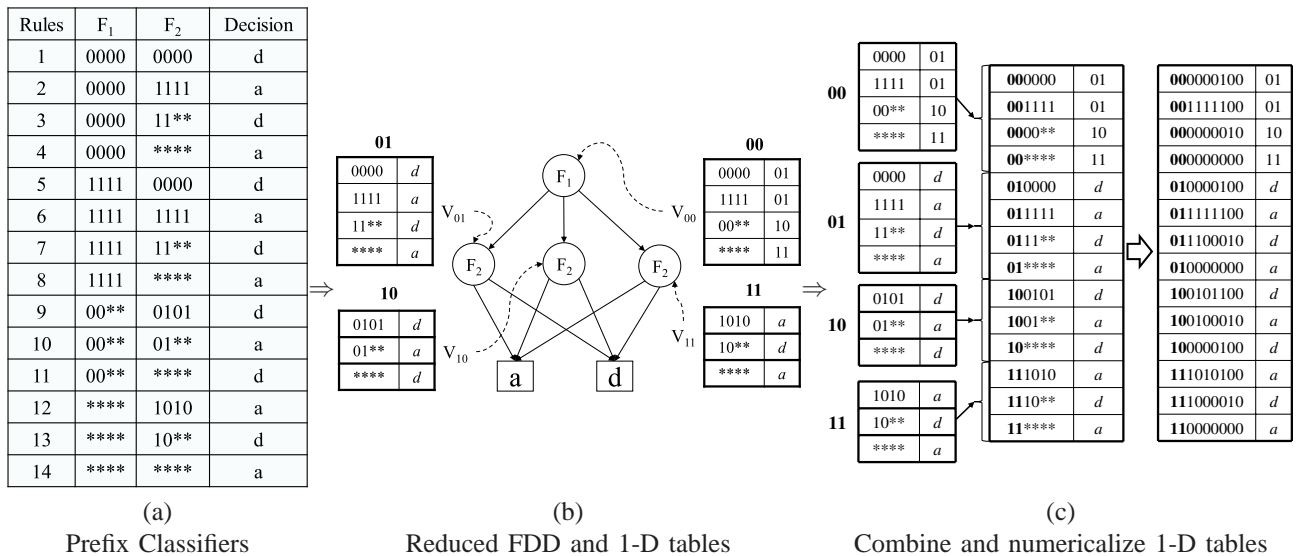 Rules F1 F2 Decision
1 0000 0000 d
2 0000 1111 a
3 0000 11** d
4 0000 **** a
5 1111 0000 d
6 1111 1111 a
7 1111 11** d
8 1111 **** a
9 00** 0101 d
10 00** 01** a
11 00** **** d
12 **** 1010 a
13 **** 10** d
14 **** **** a
(a)
Prefix Classifiers
⇒
01
0000 d
1111 a
11** d
**** a
10
0101 d
01** a
**** d
V01
V10
F1
F2 F2 F2
a d
V00
V11
00
0000 01
1111 01
00** 10
**** 11
11
1010 a
10** d
**** a
(b)
Reduced FDD and 1-D tables
⇒
00
0000 01
1111 01
00** 10
**** 11
01
0000 d
1111 a
11** d
**** a
10
0101 d
01** a
**** d
11
1010 a
10** d
**** a
000000 01
001111 01
0000** 10
00**** 11
010000 d
011111 a
0111** d
01**** a
100101 d
1001** a
10**** d
111010 a
1110** d
11**** a
000000100 01
001111100 01
000000010 10
000000000 11
010000100 d
011111100 a
011100010 d
010000000 a
100101100 d
100100010 a
100000100 d
111010100 a
111000010 d
110000000 a
(c)
Combine and numericalize 1-D tables